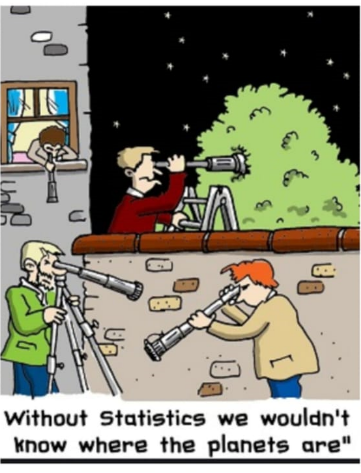 Without Statistics we wouldn't
know where the planets are"